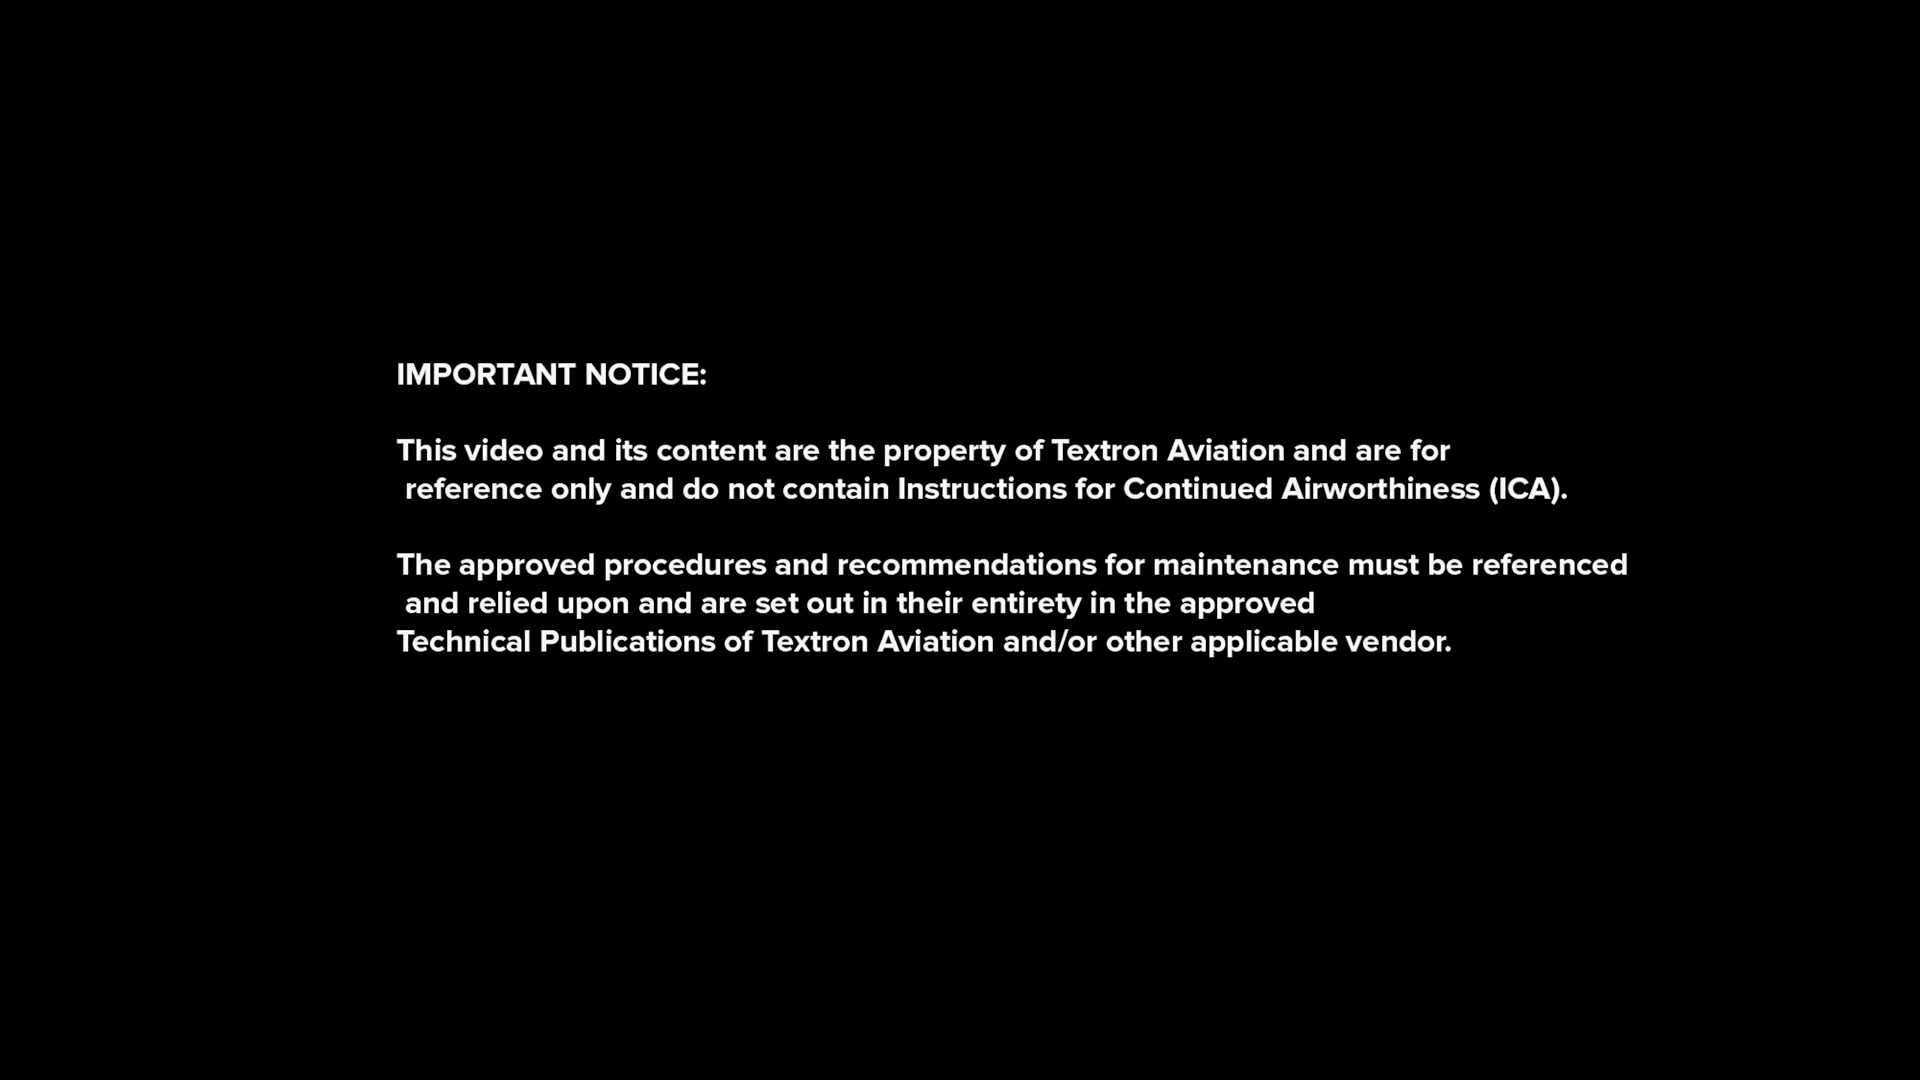 IMPORTANT NOTICE:
This video and its content are the property of Textron Aviation and are for
reference only and do not contain Instructions for Continued Airworthiness (ICA).
The approved procedures and recommendations for maintenance must be referenced
and relied upon and are set out in their entirety in the approved
Technical Publications of Textron Aviation and/or other applicable vendor.